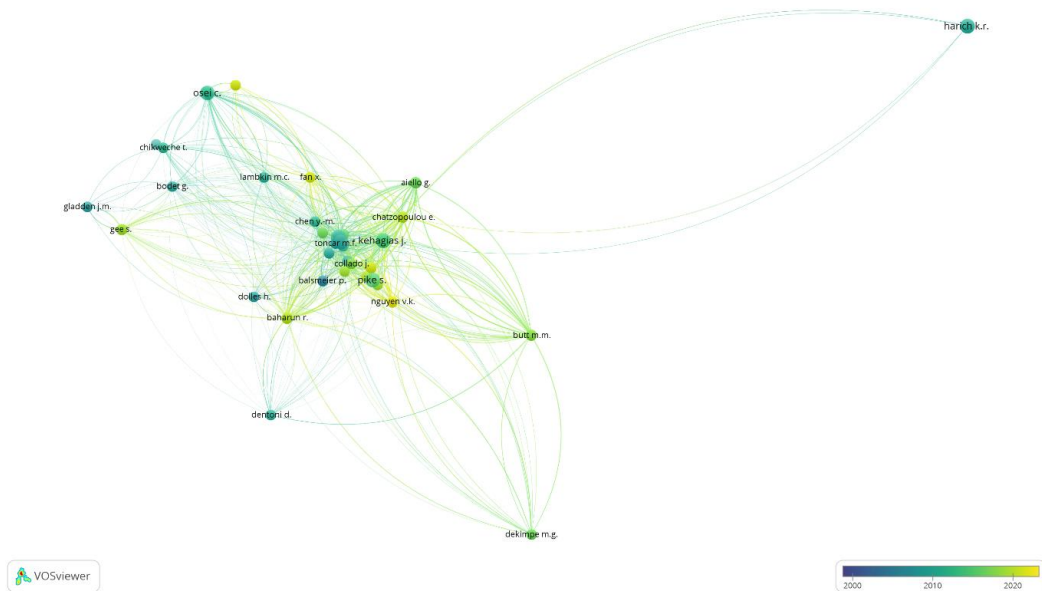 harich k.r.
osei c.
chikweche t.
lambkin m.c.
fan x.
aiello g.
bodet g.
gladden j.m.
chatzopoulou e.
chen y.-m.
gee s.
toncar m.f.
kehagias j.
collado j.
balsmeier p.
pike s.
dolles h.
nguyen v.k.
baharun r.
butt m.m.
dentoni d.
dekimpe m.g.
VOSviewer
2000 2010 2020